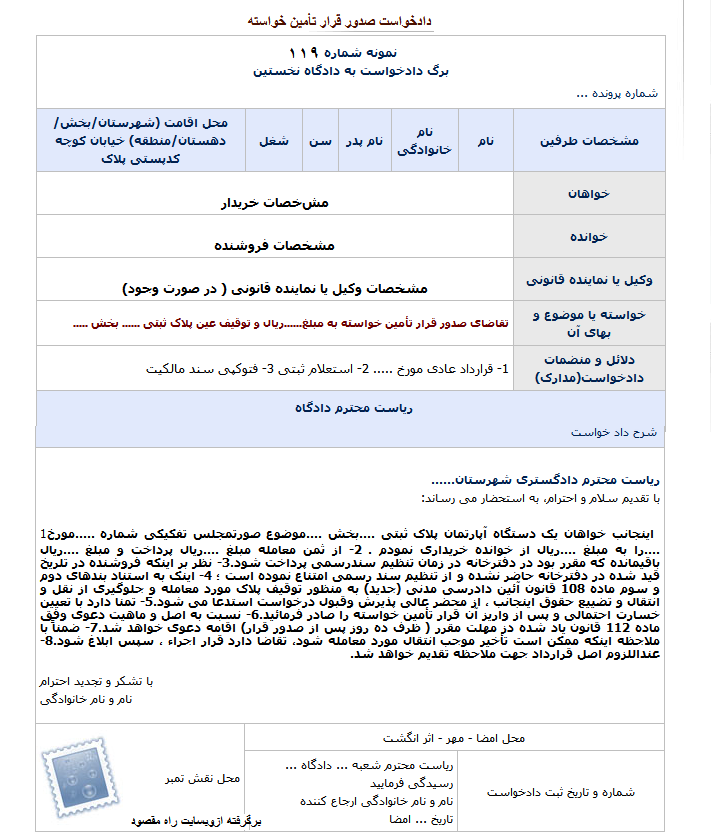 دادخواست صدور قرار تأمین خواسته
نمونه شماره ۱۱۹
برگ دادخواست به دادگاه نخستین
شماره پرونده ...
مشخصات طرفین
نام
نام خانوادگی
نام پدر
سن
شغل
محل اقامت (شهرستان/بخش/
دهستان/منطقه) خیابان کوچه
کدپستی پلاک
خواهان
مشخصات خریدار
خوانده
مشخصات فروشنده
وکیل یا نماینده قانونی
مشخصات وکیل یا نماینده قانونی ( در صورت وجود)
خواسته یا موضوع و
بهای آن
تقاضای صدور قرار تأمین خواسته به مبلغ......ریال و توقیف عین پلاک ثبتی ...... بخش .....
دلائل و منضمات
دادخواست(مدارک)
1- قرارداد عادی مورخ ..... 2- استعلام ثبتی 3- فتوکپی سند مالکیت
ریاست محترم دادگاه
شرح داد خواست
ریاست محترم دادگستری شهرستان......
با تقدیم سلام و احترام، به استحضار می رساند:
اینجانب خواهان یک دستگاه آپارتمان پلاک ثبتی ....بخش ....موضوع صورتمجلس تفکیکی شماره .....مورخ1
....را به مبلغ ....ریال از خوانده خریداری نمودم . 2- از ثمن معامله مبلغ ....ریال پرداخت و مبلغ ....ریال
باقیمانده که مقرر بود در دفترخانه در زمان تنظیم سندرسمی پرداخت شود.3- نظر بر اینکه فروشنده در تاریخ
قید شده در دفترخانه حاضر نشده و از تنظیم سند رسمی امتناع نموده است ؛ 4- اینک به استناد بندهای دوم
و سوم ماده 108 قانون آئین دادرسی مدنی (جدید) به منظور توقیف پلاک مورد معامله و جلوگیری از نقل و
انتقال و تضییع حقوق اینجانب ، از محضر عالی پذیرش وقبول درخواست استدعا می شود.5- تمنا دارد با تعیین
خسارت احتمالی و پس از واریز آن قرار تأمین خواسته را صادر فرمائید.6- نسبت به اصل و ماهیت دعوی وفق
ماده 112 قانون یاد شده در مهلت مقرر ( ظرف ده روز پس از صدور قرار) اقامه دعوی خواهد شد.7- ضمناً با
ملاحظه اینکه ممکن است تأخیر موجب انتقال مورد معامله شود، تقاضا دارد قرار اجراء ، سپس ابلاغ شود.8-
عنداللزوم اصل قرارداد جهت ملاحظه تقدیم خواهد شد.
با تشکر و تجدید احترام
نام و نام خانوادگی
محل امضا - مهر - اثر انگشت
شماره و تاریخ ثبت دادخواست
ریاست محترم شعبه ... دادگاه ...
رسیدگی فرمایید
نام و نام خانوادگی ارجاع کننده
تاریخ ... امضا
محل نقش تمبر
برگرفته ازوبسایت راه مقصود